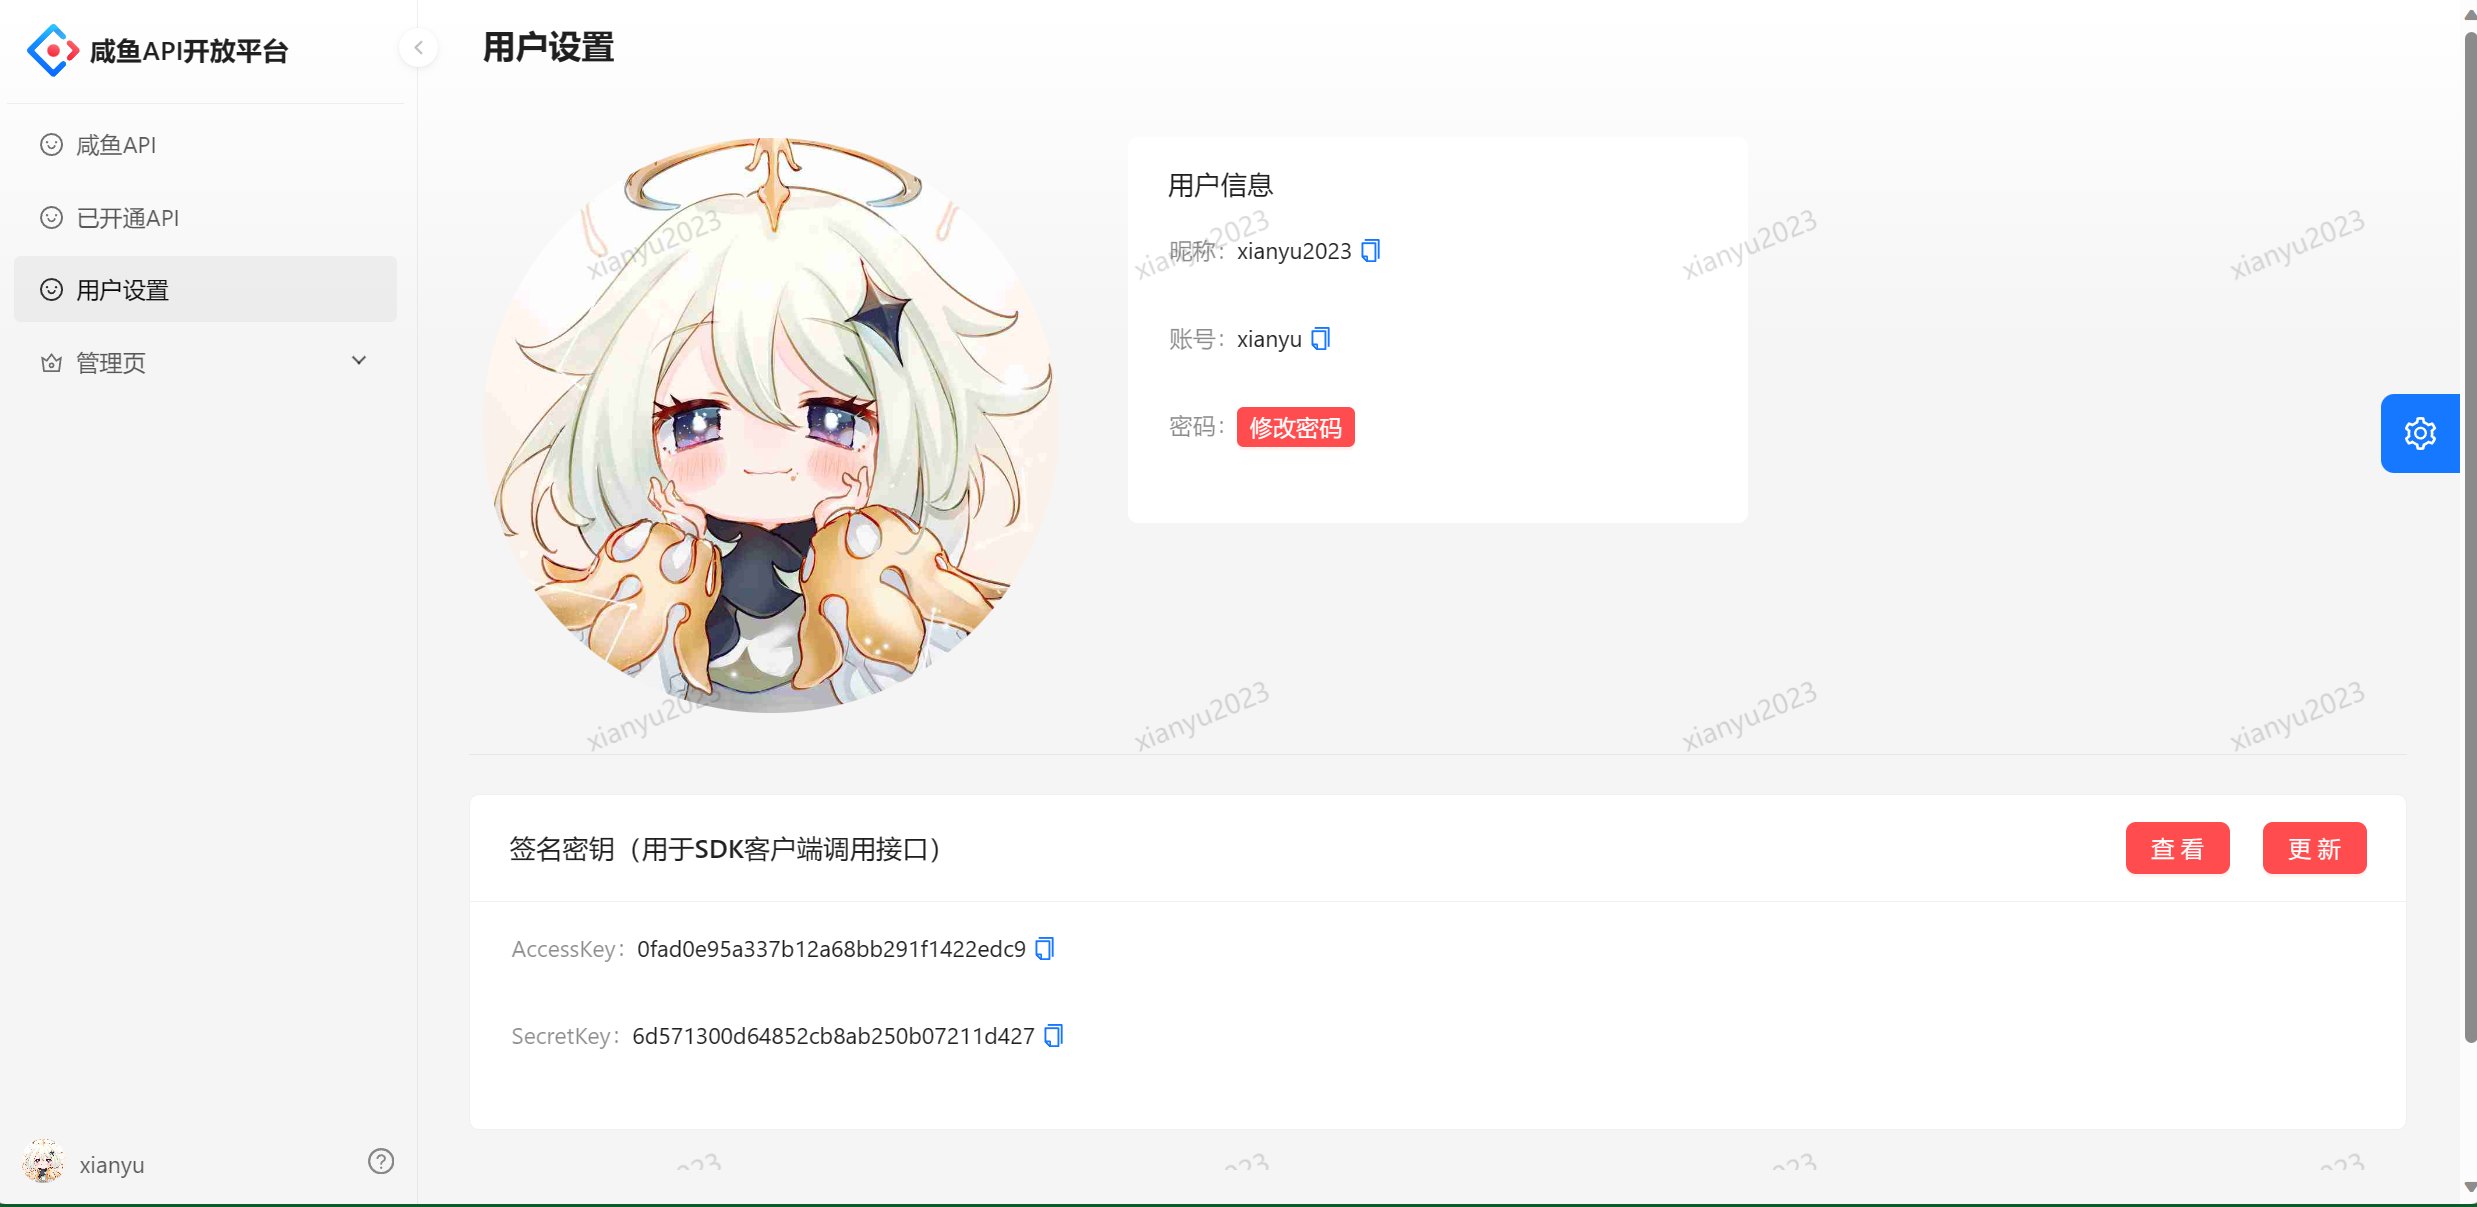 咸鱼API开放平台
咸鱼API
已开通API
用户设置
管理页
xianyu
用户设置
用户信息
昵称：xianyu2023
账号：xianyu
密码：修改密码
xianyu2023 xianyu2023 xianyu2023 xianyu2023
xianyu2023 xianyu2023 xianyu2023 xianyu2023
签名密钥（用于SDK客户端调用接口）
查看 更新
AccessKey：0fad0e95a337b12a68bb291f1422edc9
SecretKey：6d571300d64852cb8ab250b07211d427